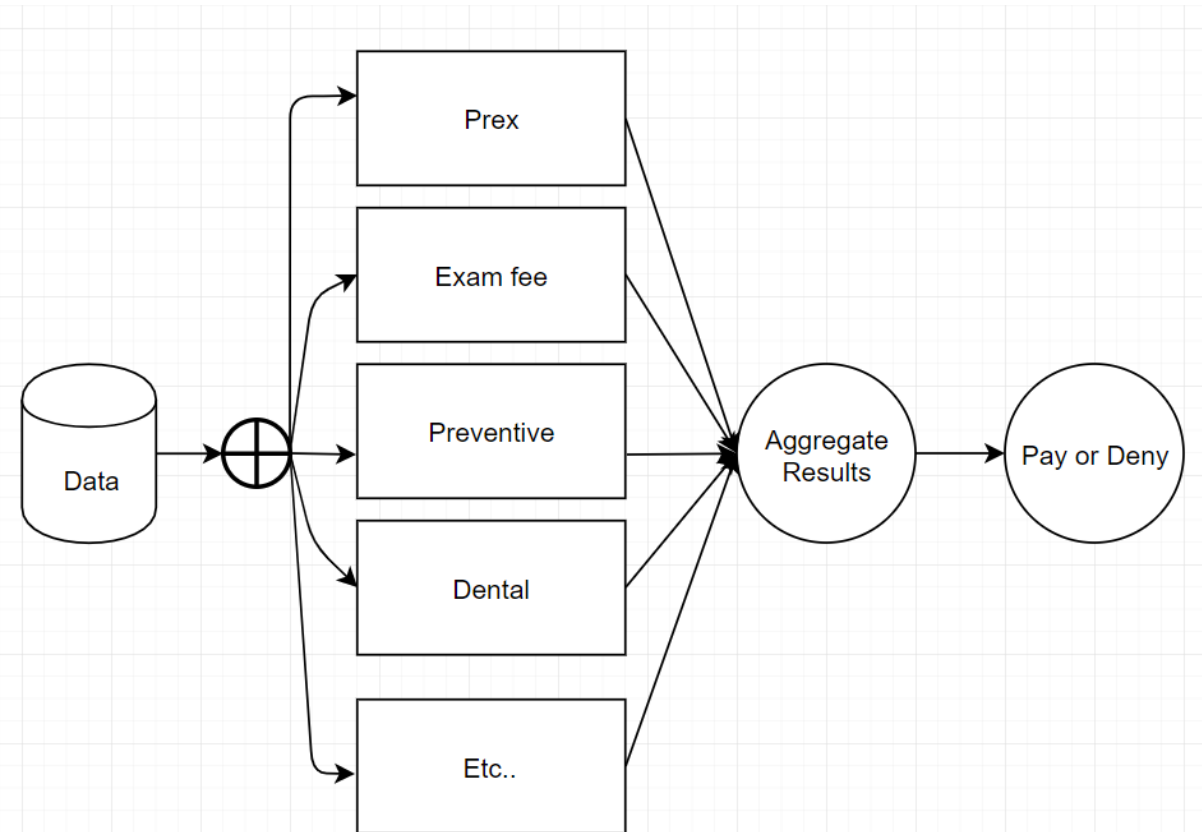 Prex
Exam fee
Preventive
Data
Aggregate
Results
Pay or Deny
Dental
Etc..